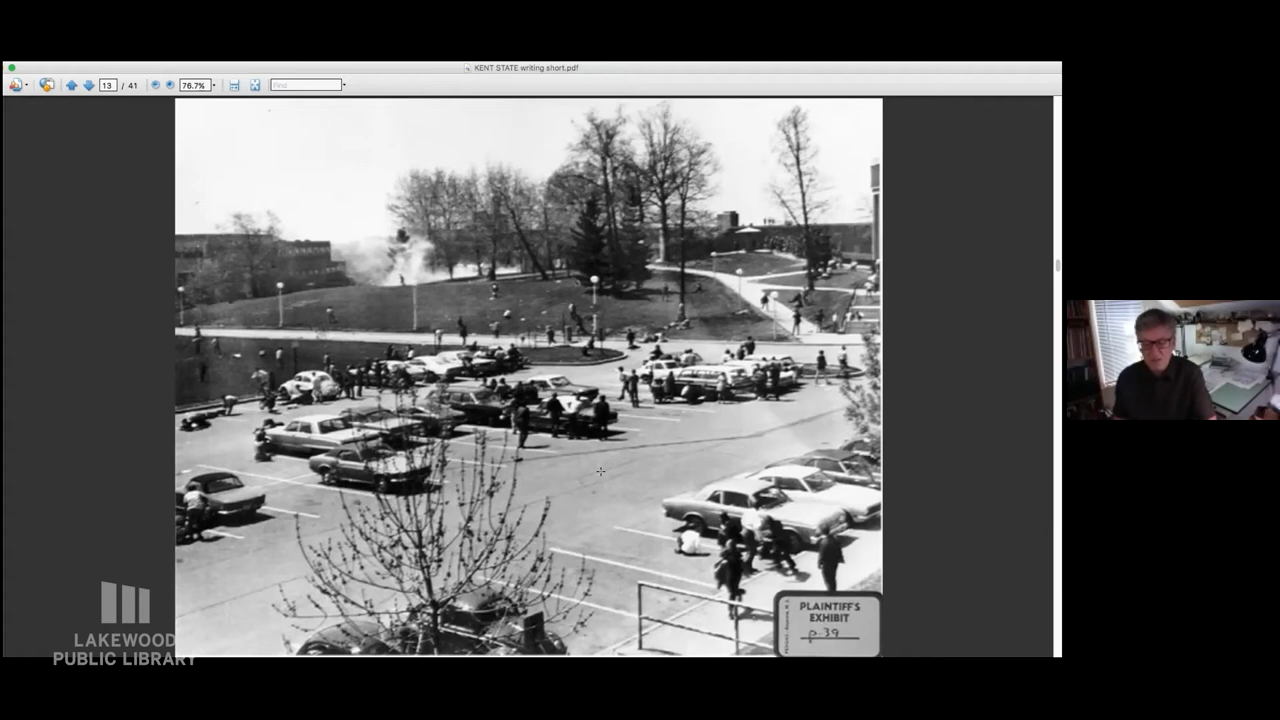 KENT STATE writing short.pdf
13 / 41
76.7%
Find
PLAINTIFF'S
EXHIBIT
p.39
LAKEWOOD
PUBLIC LIBRARY